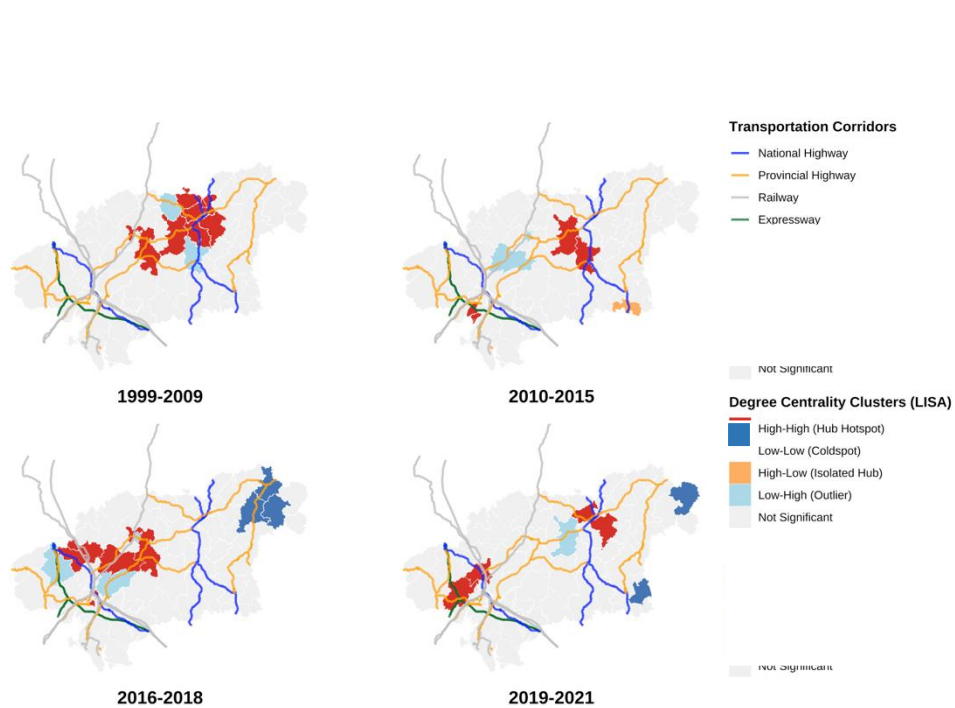 Transportation Corridors
National Highway
Provincial Highway
Railway
Expressway
1999-2009
2010-2015
Not Significant
Degree Centrality Clusters (LISA)
High-High (Hub Hotspot)
Low-Low (Coldspot)
High-Low (Isolated Hub)
Low-High (Outlier)
Not Significant
2016-2018
2019-2021
Not Significant